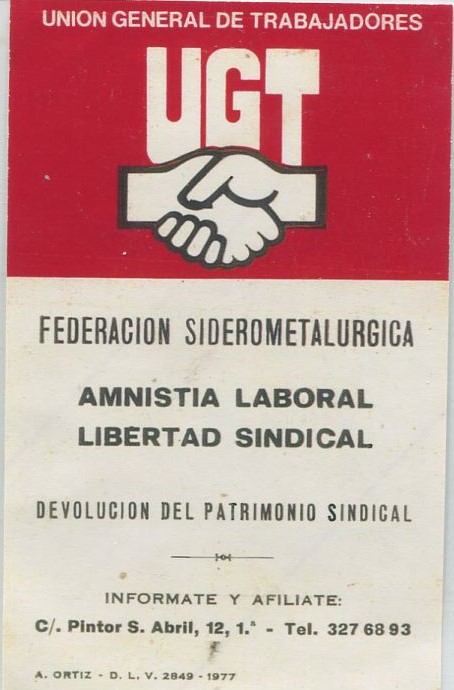 UNION GENERAL DE TRABAJADORES
UGT
FEDERACION SIDEROMETALURGICA
AMNISTIA LABORAL
LIBERTAD SINDICAL
DEVOLUCION DEL PATRIMONIO SINDICAL
INFORMATE Y AFILIATE:
C/. Pintor S. Abril, 12, 1.ª - Tel. 327 68 93
A. ORTIZ - D. L. V. 2849 - 1977